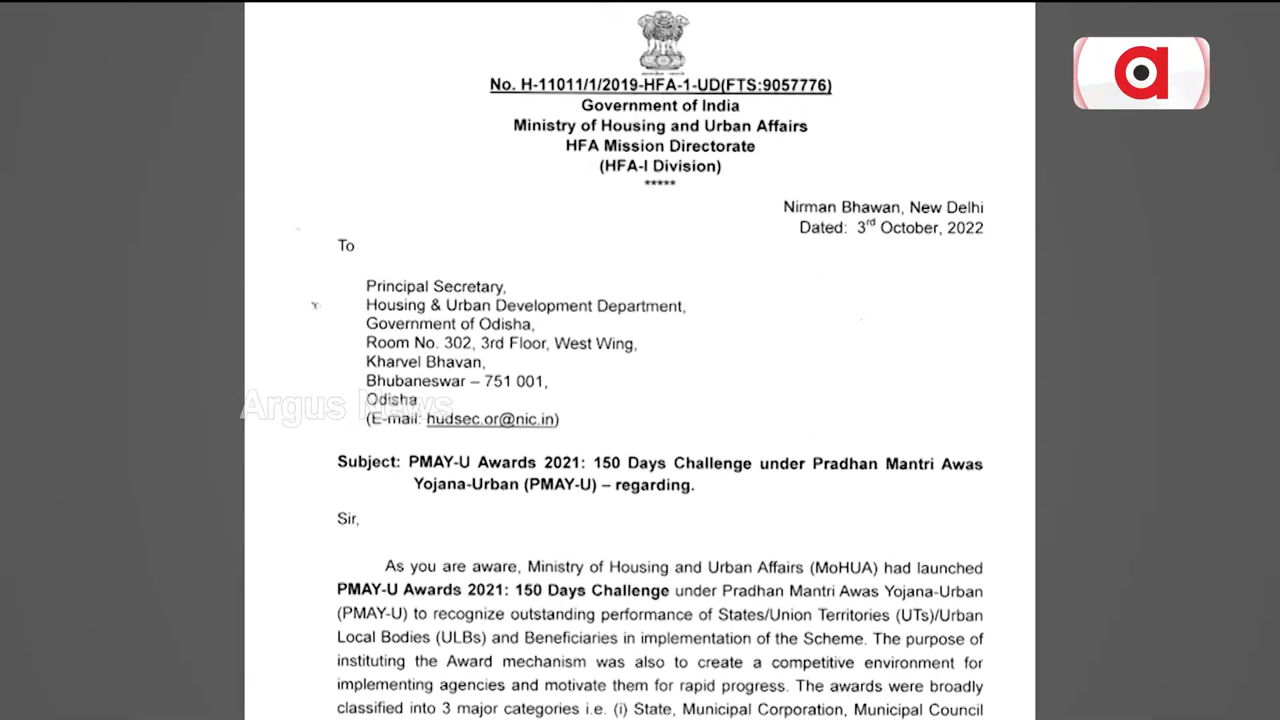 No. H-11011/1/2019-HFA-1-UD(FTS:9057776)
Government of India
Ministry of Housing and Urban Affairs
HFA Mission Directorate
(HFA-I Division)
*****
Nirman Bhawan, New Delhi
Dated: 3rd October, 2022
To
Principal Secretary,
Housing & Urban Development Department,
Government of Odisha,
Room No. 302, 3rd Floor, West Wing,
Kharvel Bhavan,
Bhubaneswar – 751 001,
Odisha
Argus News
(E-mail: hudsec.or@nic.in)
Subject: PMAY-U Awards 2021: 150 Days Challenge under Pradhan Mantri Awas
Yojana-Urban (PMAY-U) – regarding.
Sir,
As you are aware, Ministry of Housing and Urban Affairs (MoHUA) had launched
PMAY-U Awards 2021: 150 Days Challenge under Pradhan Mantri Awas Yojana-Urban
(PMAY-U) to recognize outstanding performance of States/Union Territories (UTs)/Urban
Local Bodies (ULBs) and Beneficiaries in implementation of the Scheme. The purpose of
instituting the Award mechanism was also to create a competitive environment for
implementing agencies and motivate them for rapid progress. The awards were broadly
classified into 3 major categories i.e. (i) State, Municipal Corporation, Municipal Council
a